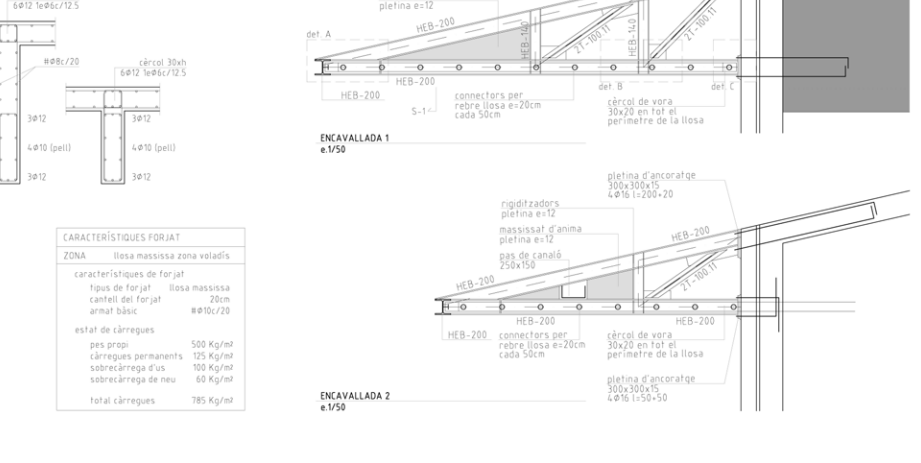 6Ø12 1eØ6c/12.5
#Ø8c/20
cércol 30xh
6Ø12 1eØ6c/12.5
3Ø12
4Ø10 (pell)
3Ø12
3Ø12
4Ø10 (pell)
3Ø12
pletina e=12
det. A
HEB-200
HEB-140
2T-100.11
HEB-140
2T-100.11
HEB-200
HEB-200
S-1
connectors per
rebre llosa e=20cm
cada 50cm
det. B
det. C
cèrcol de vora
30x20 en tot el
perímetre de la llosa
ENCAVALLADA 1
e.1/50
CARACTERÍSTIQUES FORJAT
ZONA llosa massissa zona voladís
característiques de forjat
tipus de forjat llosa massissa
cantell del forjat 20cm
armat bàsic ##Ø10c/20
estat de càrregues
pes propi 500 Kg/m²
càrregues permanents 125 Kg/m²
sobrecàrrega d'us 100 Kg/m²
sobrecàrrega de neu 60 Kg/m²
total càrregues 785 Kg/m²
pletina d'ancoratge
300x300x15
4Ø16 l=200+20
rigiditzadors
pletina e=12
massissat d'anima
pletina e=12
pas de canaló
250x150
HEB-200
HEB-200
2T-100.11
HEB-200
HEB-200
HEB-200
connectors per
rebre llosa e=20cm
cada 50cm
cèrcol de vora
30x20 en tot el
perímetre de la llosa
pletina d'ancoratge
300x300x15
4Ø16 l=50+50
ENCAVALLADA 2
e.1/50